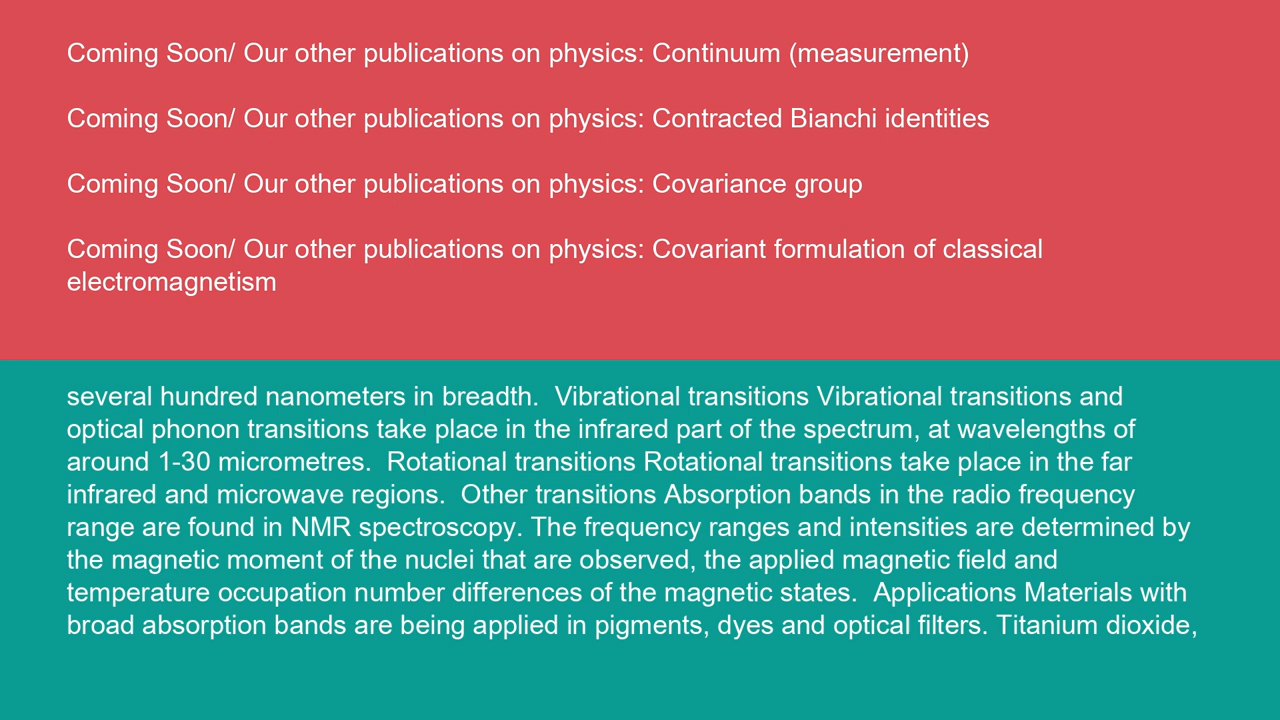 Coming Soon/ Our other publications on physics: Continuum (measurement)
Coming Soon/ Our other publications on physics: Contracted Bianchi identities
Coming Soon/ Our other publications on physics: Covariance group
Coming Soon/ Our other publications on physics: Covariant formulation of classical
electromagnetism
several hundred nanometers in breadth.  Vibrational transitions Vibrational transitions and
optical phonon transitions take place in the infrared part of the spectrum, at wavelengths of
around 1-30 micrometres.  Rotational transitions Rotational transitions take place in the far
infrared and microwave regions.  Other transitions Absorption bands in the radio frequency
range are found in NMR spectroscopy. The frequency ranges and intensities are determined by
the magnetic moment of the nuclei that are observed, the applied magnetic field and
temperature occupation number differences of the magnetic states.  Applications Materials with
broad absorption bands are being applied in pigments, dyes and optical filters. Titanium dioxide,